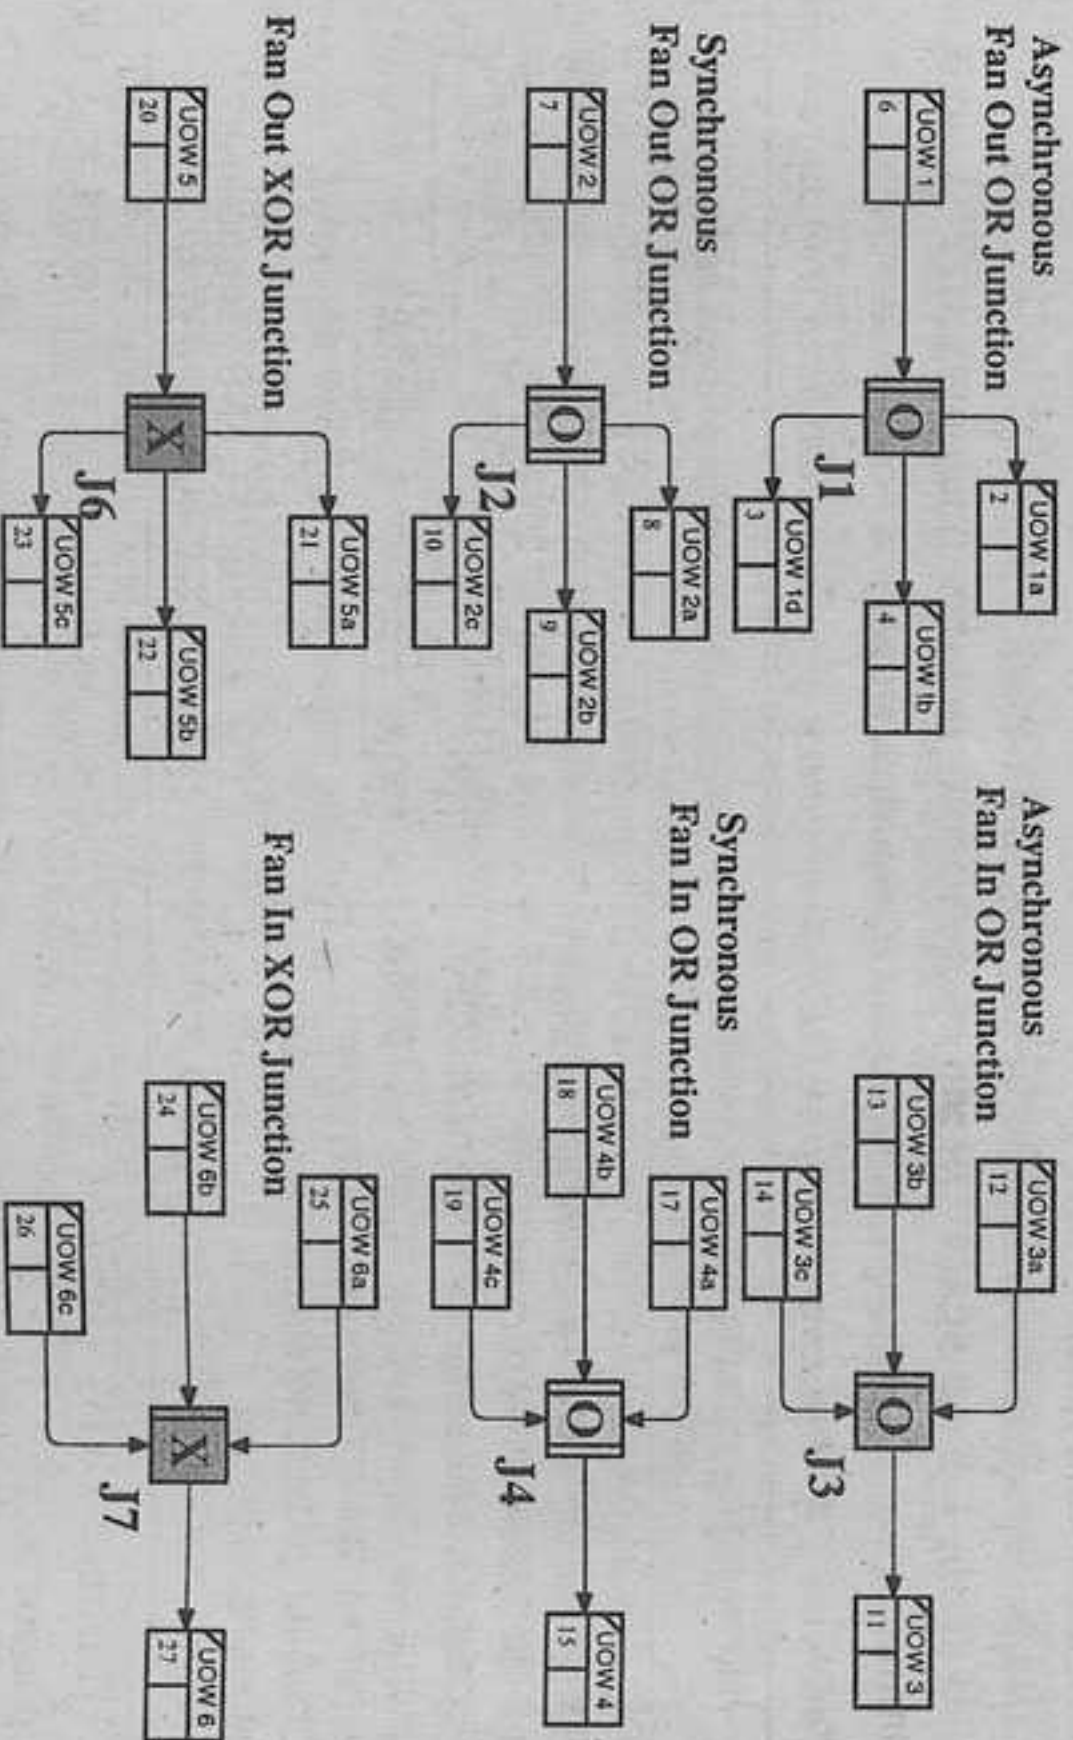 Asynchronous
Fan Out OR Junction
UOW 1
6
O
J1
UOW 1a
2
UOW 1b
4
UOW 1d
3
Asynchronous
Fan In OR Junction
UOW 3a
12
UOW 3b
13
UOW 3c
14
O
J3
UOW 3
11
Synchronous
Fan Out OR Junction
UOW 2
7
O
J2
UOW 2a
8
UOW 2b
9
UOW 2c
10
Synchronous
Fan In OR Junction
UOW 4a
17
UOW 4b
18
UOW 4c
19
O
J4
UOW 4
15
Fan Out XOR Junction
UOW 5
20
X
J6
UOW 5a
21
UOW 5b
22
UOW 5c
23
Fan In XOR Junction
UOW 6a
25
UOW 6b
24
UOW 6c
26
X
J7
UOW 6
27